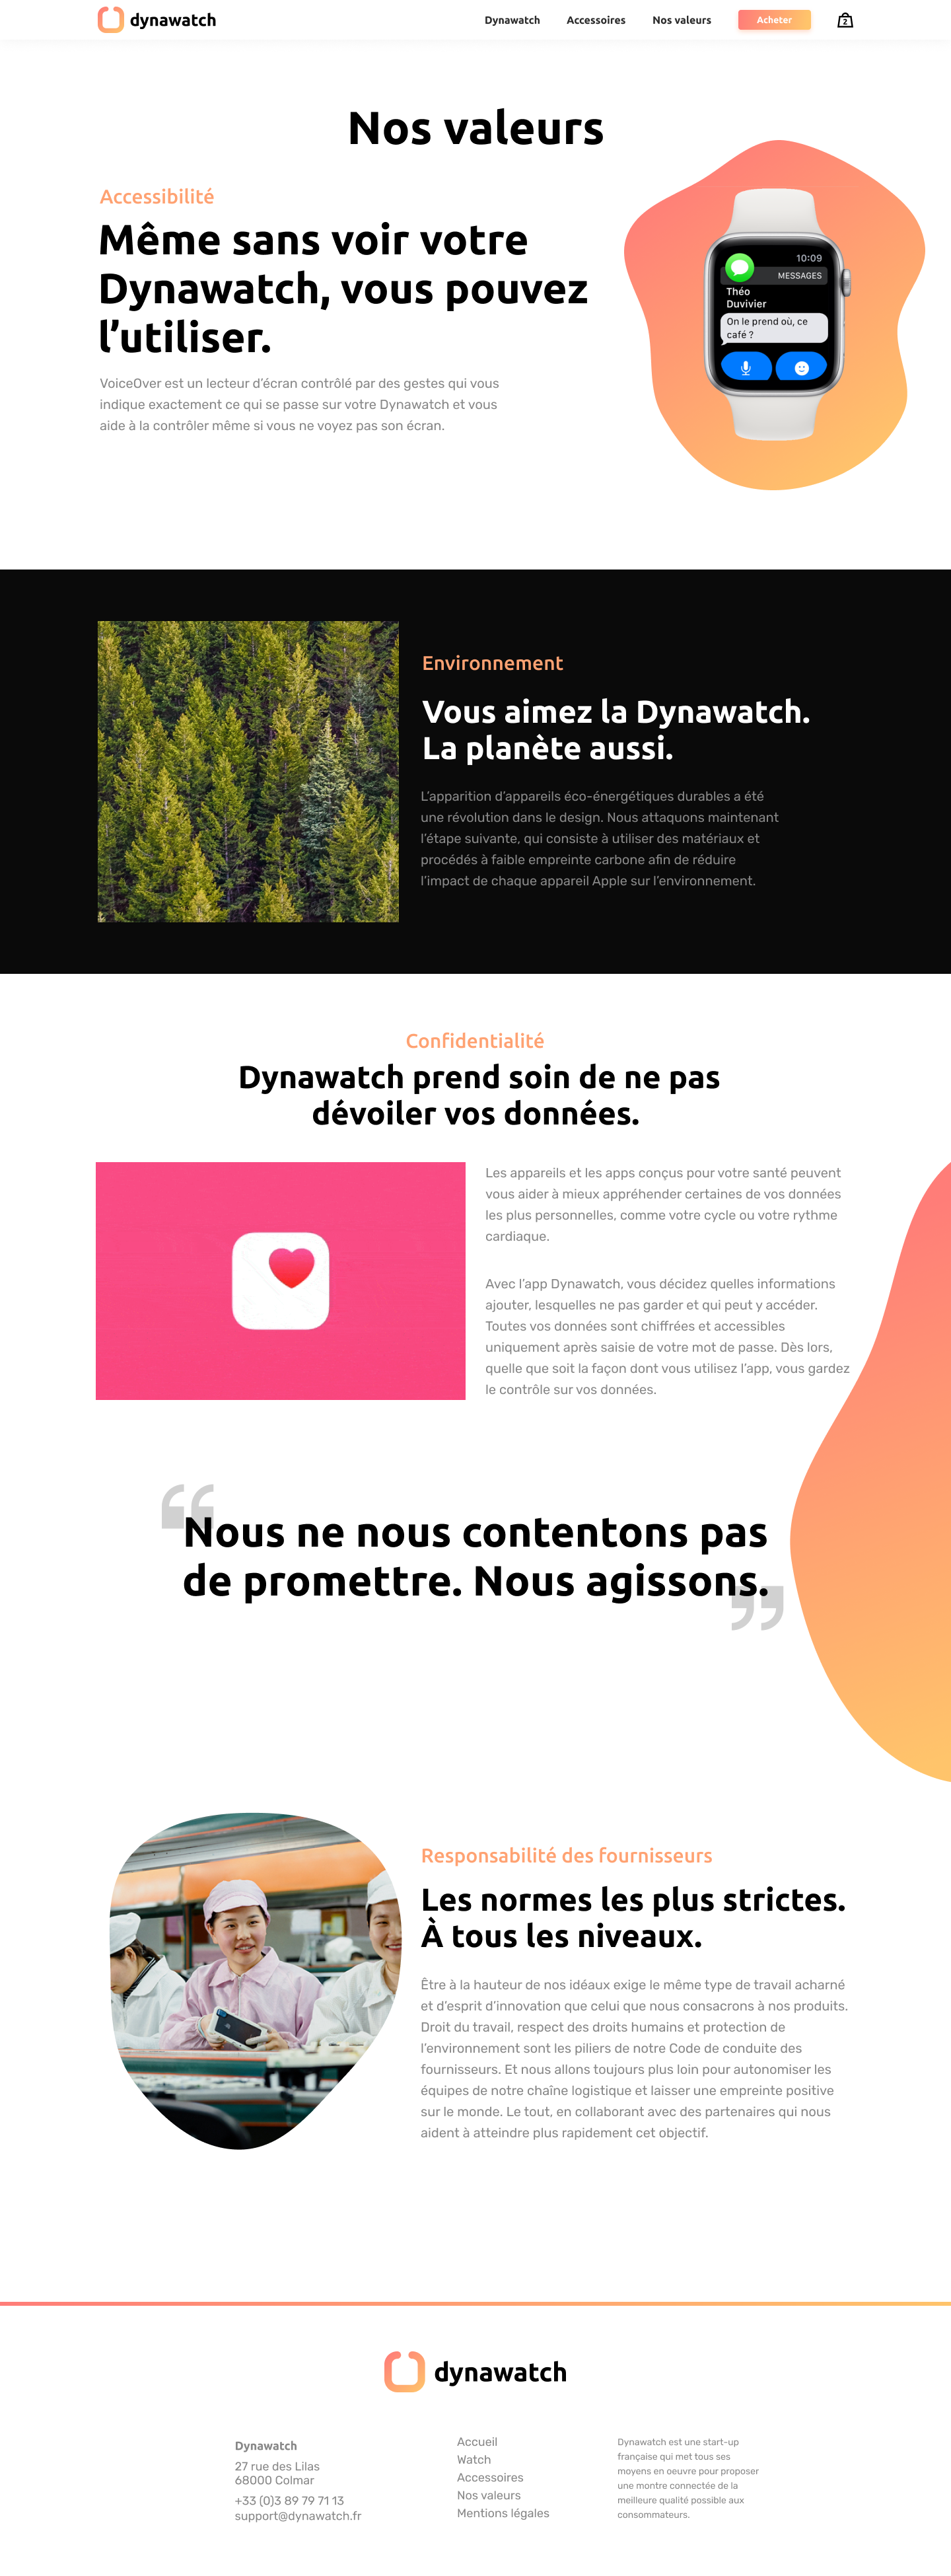 dynawatch
Dynawatch Accessoires Nos valeurs Acheter 2
Nos valeurs
Accessibilité
Même sans voir votre
Dynawatch, vous pouvez
l’utiliser.
VoiceOver est un lecteur d’écran contrôlé par des gestes qui vous
indique exactement ce qui se passe sur votre Dynawatch et vous
aide à la contrôler même si vous ne voyez pas son écran.
10:09
MESSAGES
Théo
Duvivier
On le prend où, ce
café ?
Environnement
Vous aimez la Dynawatch.
La planète aussi.
L’apparition d’appareils éco-énergétiques durables a été
une révolution dans le design. Nous attaquons maintenant
l’étape suivante, qui consiste à utiliser des matériaux et
procédés à faible empreinte carbone afin de réduire
l’impact de chaque appareil Apple sur l’environnement.
Confidentialité
Dynawatch prend soin de ne pas
dévoiler vos données.
Les appareils et les apps conçus pour votre santé peuvent
vous aider à mieux appréhender certaines de vos données
les plus personnelles, comme votre cycle ou votre rythme
cardiaque.
Avec l’app Dynawatch, vous décidez quelles informations
ajouter, lesquelles ne pas garder et qui peut y accéder.
Toutes vos données sont chiffrées et accessibles
uniquement après saisie de votre mot de passe. Dès lors,
quelle que soit la façon dont vous utilisez l’app, vous gardez
le contrôle sur vos données.
“Nous ne nous contentons pas
de promettre. Nous agissons.”
Responsabilité des fournisseurs
Les normes les plus strictes.
À tous les niveaux.
Être à la hauteur de nos idéaux exige le même type de travail acharné
et d’esprit d’innovation que celui que nous consacrons à nos produits.
Droit du travail, respect des droits humains et protection de
l’environnement sont les piliers de notre Code de conduite des
fournisseurs. Et nous allons toujours plus loin pour autonomiser les
équipes de notre chaîne logistique et laisser une empreinte positive
sur le monde. Le tout, en collaborant avec des partenaires qui nous
aident à atteindre plus rapidement cet objectif.
dynawatch
Dynawatch
27 rue des Lilas
68000 Colmar
+33 (0)3 89 79 71 13
support@dynawatch.fr
Accueil
Watch
Accessoires
Nos valeurs
Mentions légales
Dynawatch est une start-up
française qui met tous ses
moyens en oeuvre pour proposer
une montre connectée de la
meilleure qualité possible aux
consommateurs.